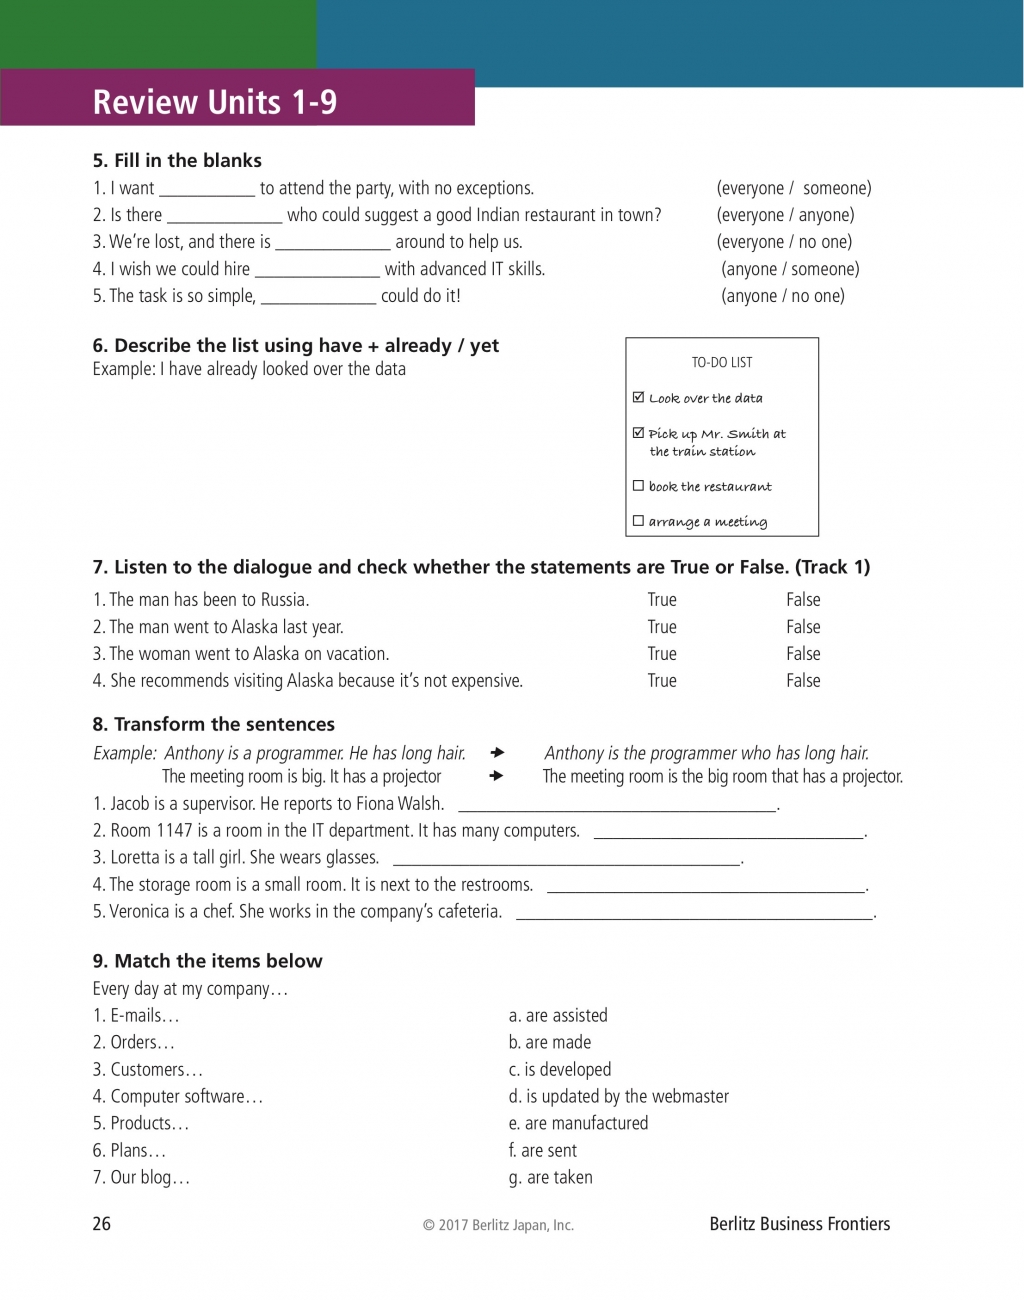 Review Units 1-9
5. Fill in the blanks
1. I want ___________ to attend the party, with no exceptions. (everyone / someone)
2. Is there _____________ who could suggest a good Indian restaurant in town? (everyone / anyone)
3. We're lost, and there is _____________ around to help us. (everyone / no one)
4. I wish we could hire ______________ with advanced IT skills. (anyone / someone)
5. The task is so simple, _____________ could do it! (anyone / no one)
6. Describe the list using have + already / yet
Example: I have already looked over the data
TO-DO LIST
☑ Look over the data
☑ Pick up Mr. Smith at
the train station
☐ book the restaurant
☐ arrange a meeting
7. Listen to the dialogue and check whether the statements are True or False. (Track 1)
1. The man has been to Russia. True False
2. The man went to Alaska last year. True False
3. The woman went to Alaska on vacation. True False
4. She recommends visiting Alaska because it's not expensive. True False
8. Transform the sentences
Example: Anthony is a programmer. He has long hair. ➔ Anthony is the programmer who has long hair.
The meeting room is big. It has a projector ➔ The meeting room is the big room that has a projector.
1. Jacob is a supervisor. He reports to Fiona Walsh. ____________________________________.
2. Room 1147 is a room in the IT department. It has many computers. _______________________________.
3. Loretta is a tall girl. She wears glasses. ________________________________________.
4. The storage room is a small room. It is next to the restrooms. ____________________________________.
5. Veronica is a chef. She works in the company's cafeteria. _________________________________________.
9. Match the items below
Every day at my company…
1. E-mails… a. are assisted
2. Orders… b. are made
3. Customers… c. is developed
4. Computer software… d. is updated by the webmaster
5. Products… e. are manufactured
6. Plans… f. are sent
7. Our blog… g. are taken
26 © 2017 Berlitz Japan, Inc. Berlitz Business Frontiers